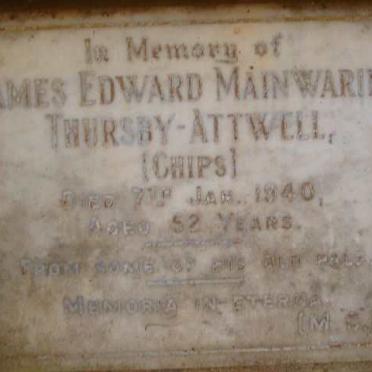 In Memory of
AMES EDWARD MAINWARIN
THURSBY-ATTWELL,
[CHIPS]
DIED 7TH JAN. 1940,
AGED 52 YEARS.
FROM SOME OF HIS OLD
MEMORIA IN ETERNA
(M.